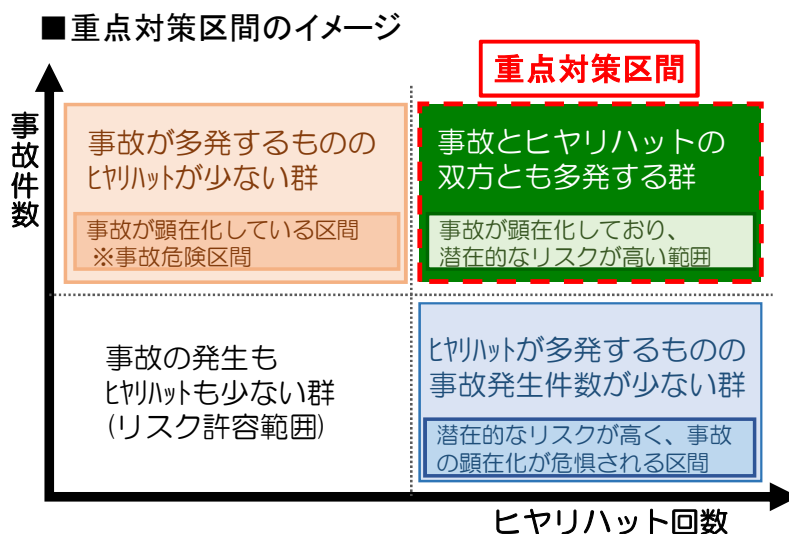 ■重点対策区間のイメージ
重点対策区間
事故件数
事故が多発するものの
ﾋﾔﾘﾊｯﾄが少ない群
事故が顕在化している区間
※事故危険区間
事故とヒヤリハットの
双方とも多発する群
事故が顕在化しており、
潜在的なリスクが高い範囲
事故の発生も
ﾋﾔﾘﾊｯﾄも少ない群
(リスク許容範囲)
ﾋﾔﾘﾊｯﾄが多発するものの
事故発生件数が少ない群
潜在的なリスクが高く、事故
の顕在化が危惧される区間
ヒヤリハット回数